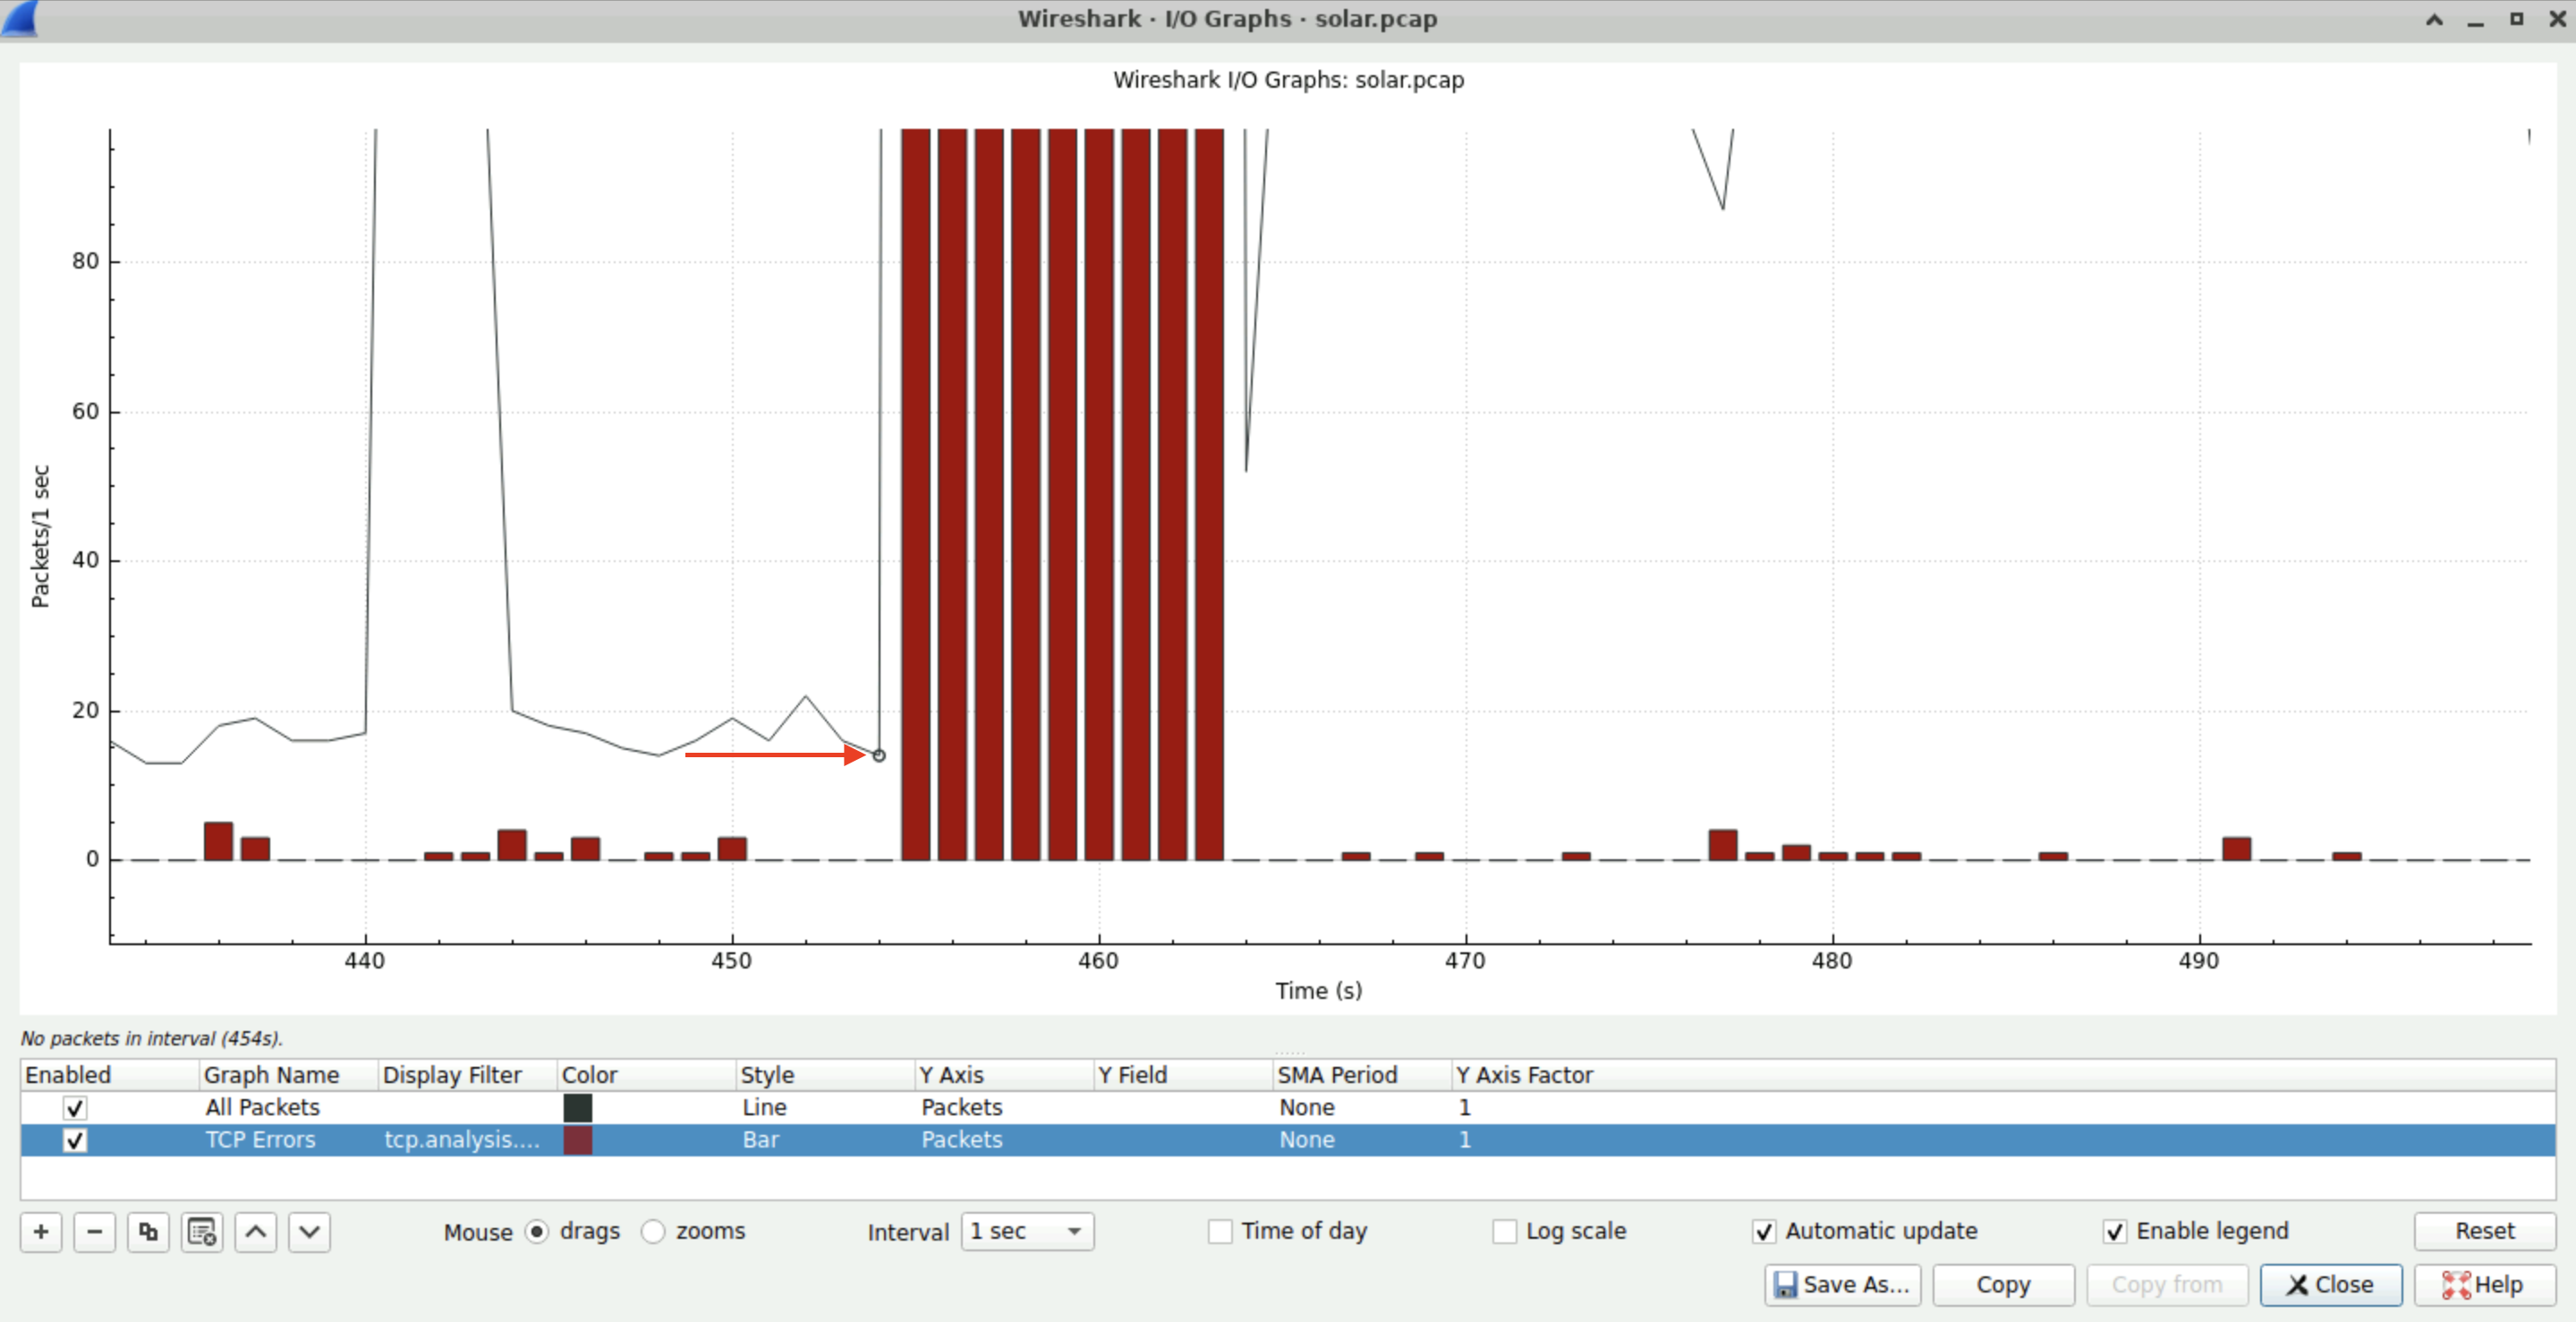 Wireshark · I/O Graphs · solar.pcap
Wireshark I/O Graphs: solar.pcap
80
60
40
20
0
Packets/1 sec
440 450 460 470 480 490
Time (s)
No packets in interval (454s).
Enabled Graph Name Display Filter Color Style Y Axis Y Field SMA Period Y Axis Factor
All Packets Line Packets None 1
TCP Errors tcp.analysis.... Bar Packets None 1
Mouse drags zooms Interval 1 sec Time of day Log scale Automatic update Enable legend Reset
Save As... Copy Copy from Close Help